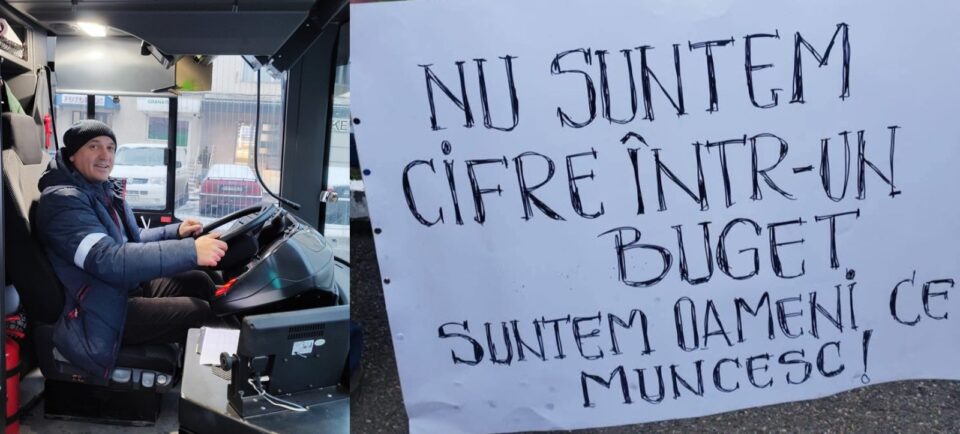 NU SUNTEM
CIFRE ÎNTR-UN
BUGET
SUNTEM OAMENI CE
MUNCESC!